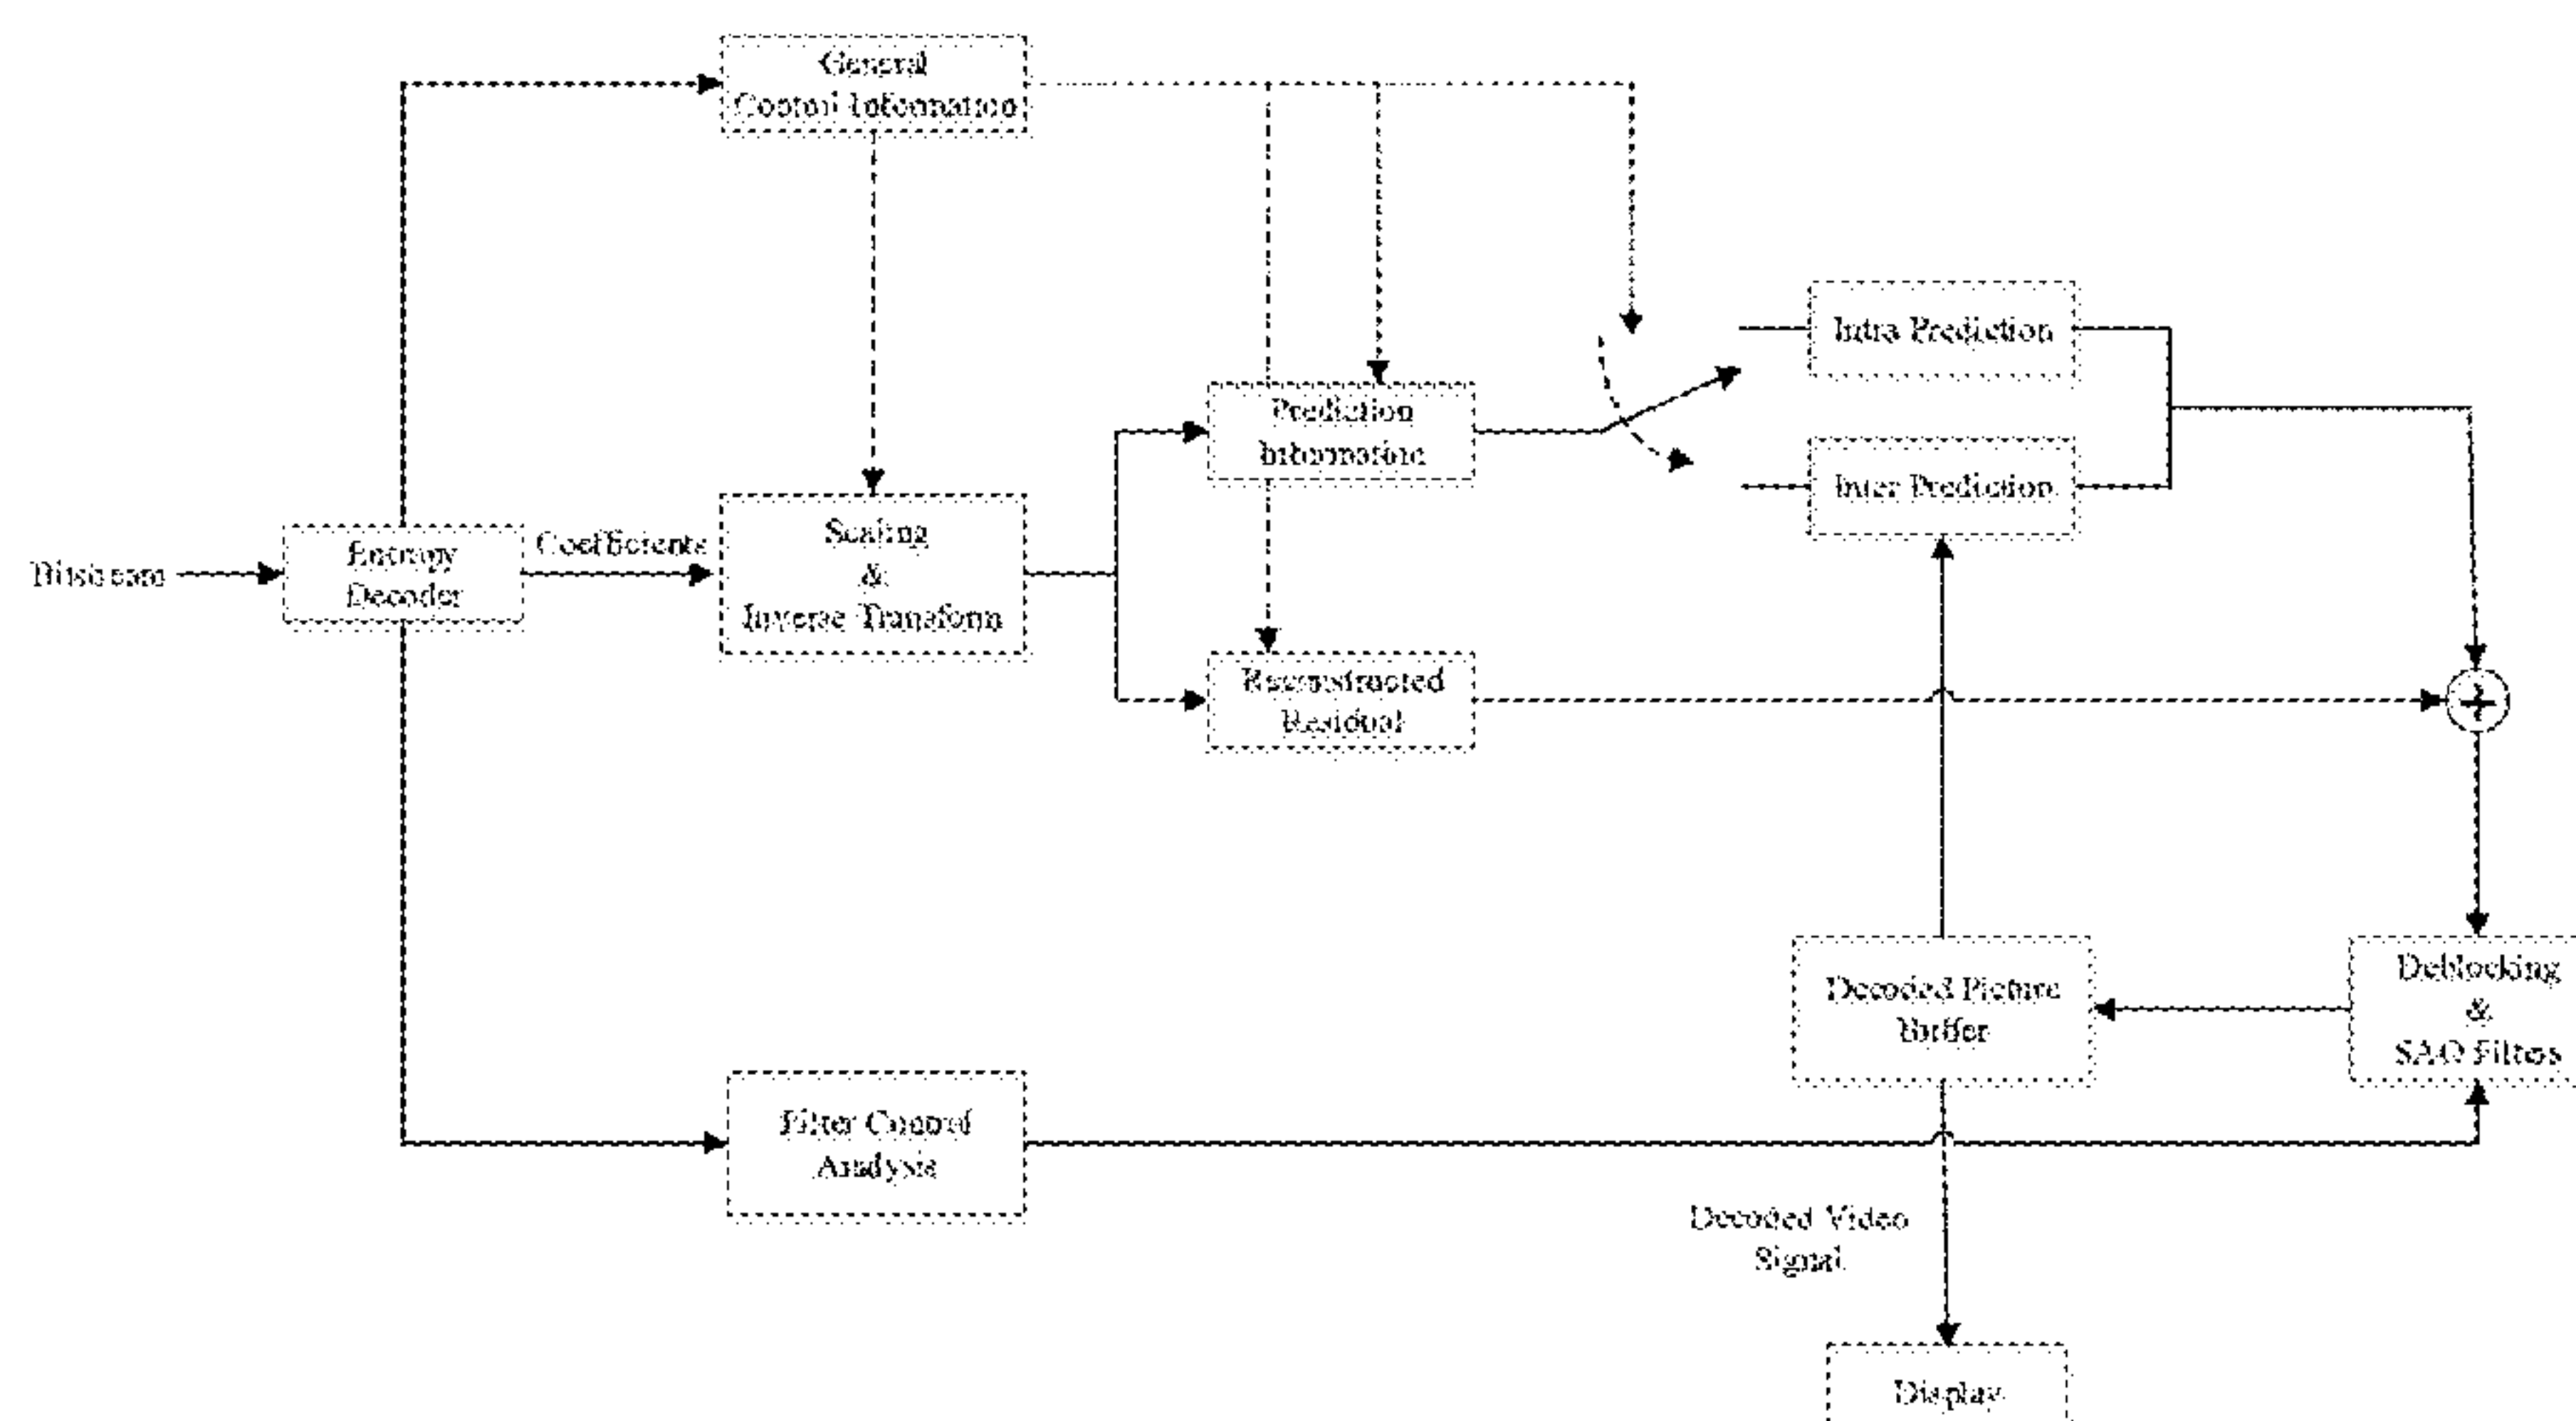 General
Control Information
Intra Prediction
Prediction
Information
Inter Prediction
Bitstream
Entropy
Decoder
Coefficients
Scaling
&
Inverse Transform
Reconstructed
Residual
Decoded Picture
Buffer
Deblocking
&
SAO Filters
Filter Control
Analysis
Decoded Video
Signal
Display